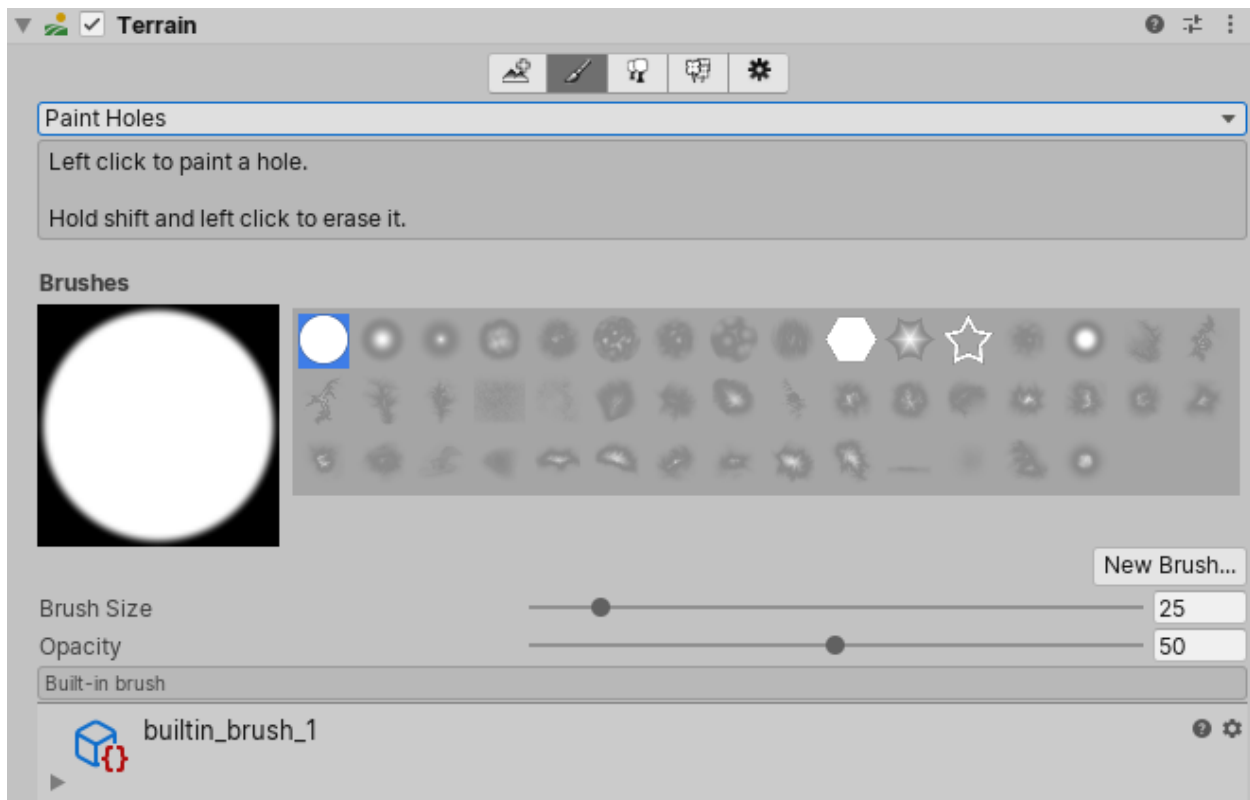 Terrain
Paint Holes
Left click to paint a hole.
Hold shift and left click to erase it.
Brushes
New Brush...
Brush Size 25
Opacity 50
Built-in brush
builtin_brush_1